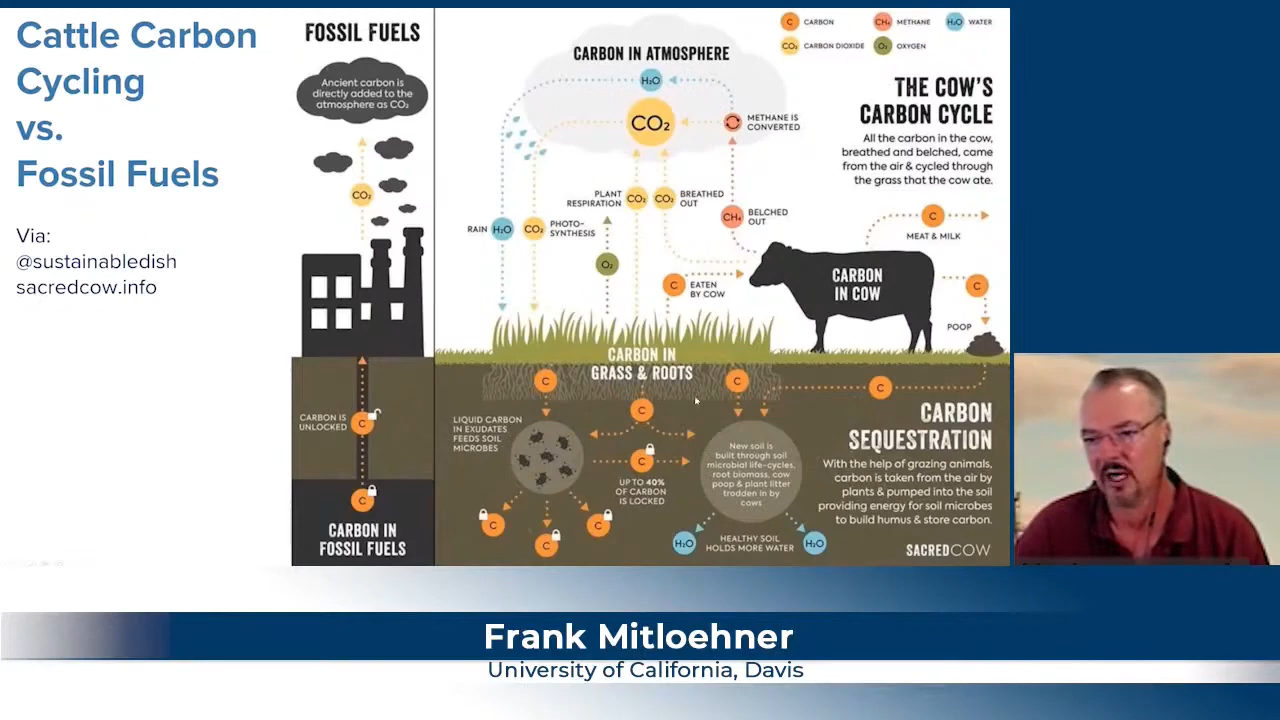 Cattle Carbon
Cycling
vs.
Fossil Fuels
Via:
@sustainabledish
sacredcow.info
FOSSIL FUELS
Ancient carbon is
directly added to the
atmosphere as CO₂
CO₂
CARBON IS
UNLOCKED
C
C
CARBON IN
FOSSIL FUELS
CARBON IN ATMOSPHERE
H₂O
CO₂
METHANE IS
CONVERTED
C CARBON
CH₄ METHANE
H₂O WATER
CO₂ CARBON DIOXIDE
O₂ OXYGEN
THE COW'S
CARBON CYCLE
All the carbon in the cow,
breathed and belched, came
from the air & cycled through
the grass that the cow ate.
RAIN H₂O
CO₂ PHOTO-
SYNTHESIS
O₂
PLANT
RESPIRATION
CO₂
CO₂ BREATHED
OUT
CH₄ BELCHED
OUT
C EATEN
BY COW
C
MEAT & MILK
CARBON
IN COW
C
POOP
CARBON IN
GRASS & ROOTS
C
C
C
C
LIQUID CARBON
IN EXUDATES
FEEDS SOIL
MICROBES
C
UP TO 40%
OF CARBON
IS LOCKED
New soil is
built through soil
microbial life-cycles,
root biomass, cow
poop & plant litter
trodden in by
cows
C
C
C
H₂O
HEALTHY SOIL
HOLDS MORE WATER
H₂O
CARBON
SEQUESTRATION
With the help of grazing animals,
carbon is taken from the air by
plants & pumped into the soil
providing energy for soil microbes
to build humus & store carbon.
SACREDCOW
Frank Mitloehner
University of California, Davis